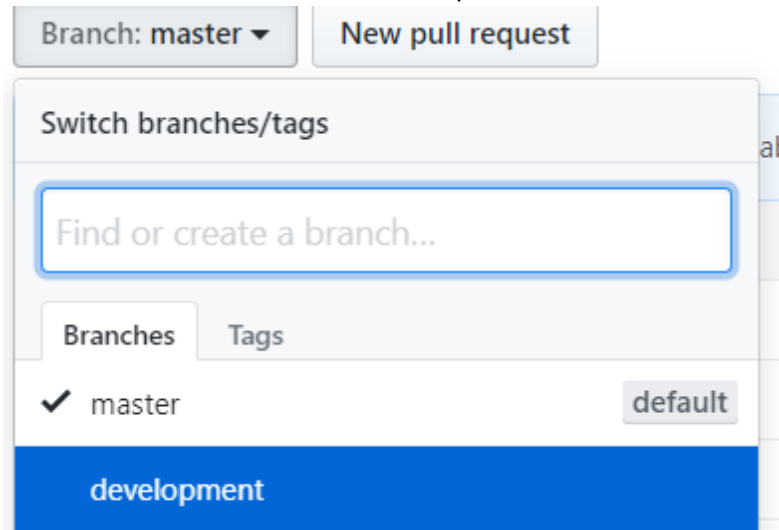 Branch: master New pull request
Switch branches/tags
Find or create a branch...
Branches Tags
master default
development